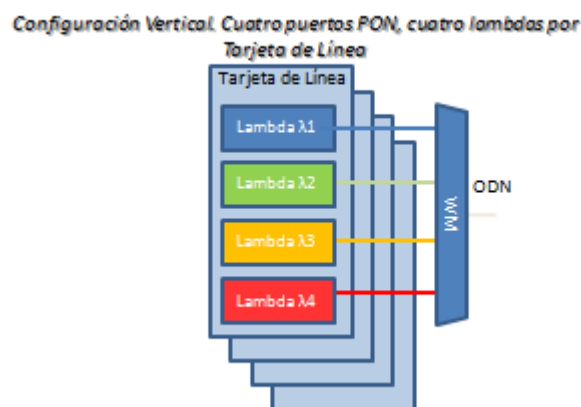 Configuración Vertical. Cuatro puertos PON, cuatro lambdas por
Tarjeta de Línea
Tarjeta de Línea
Lambda λ1
Lambda λ2
Lambda λ3
Lambda λ4
WM
ODN